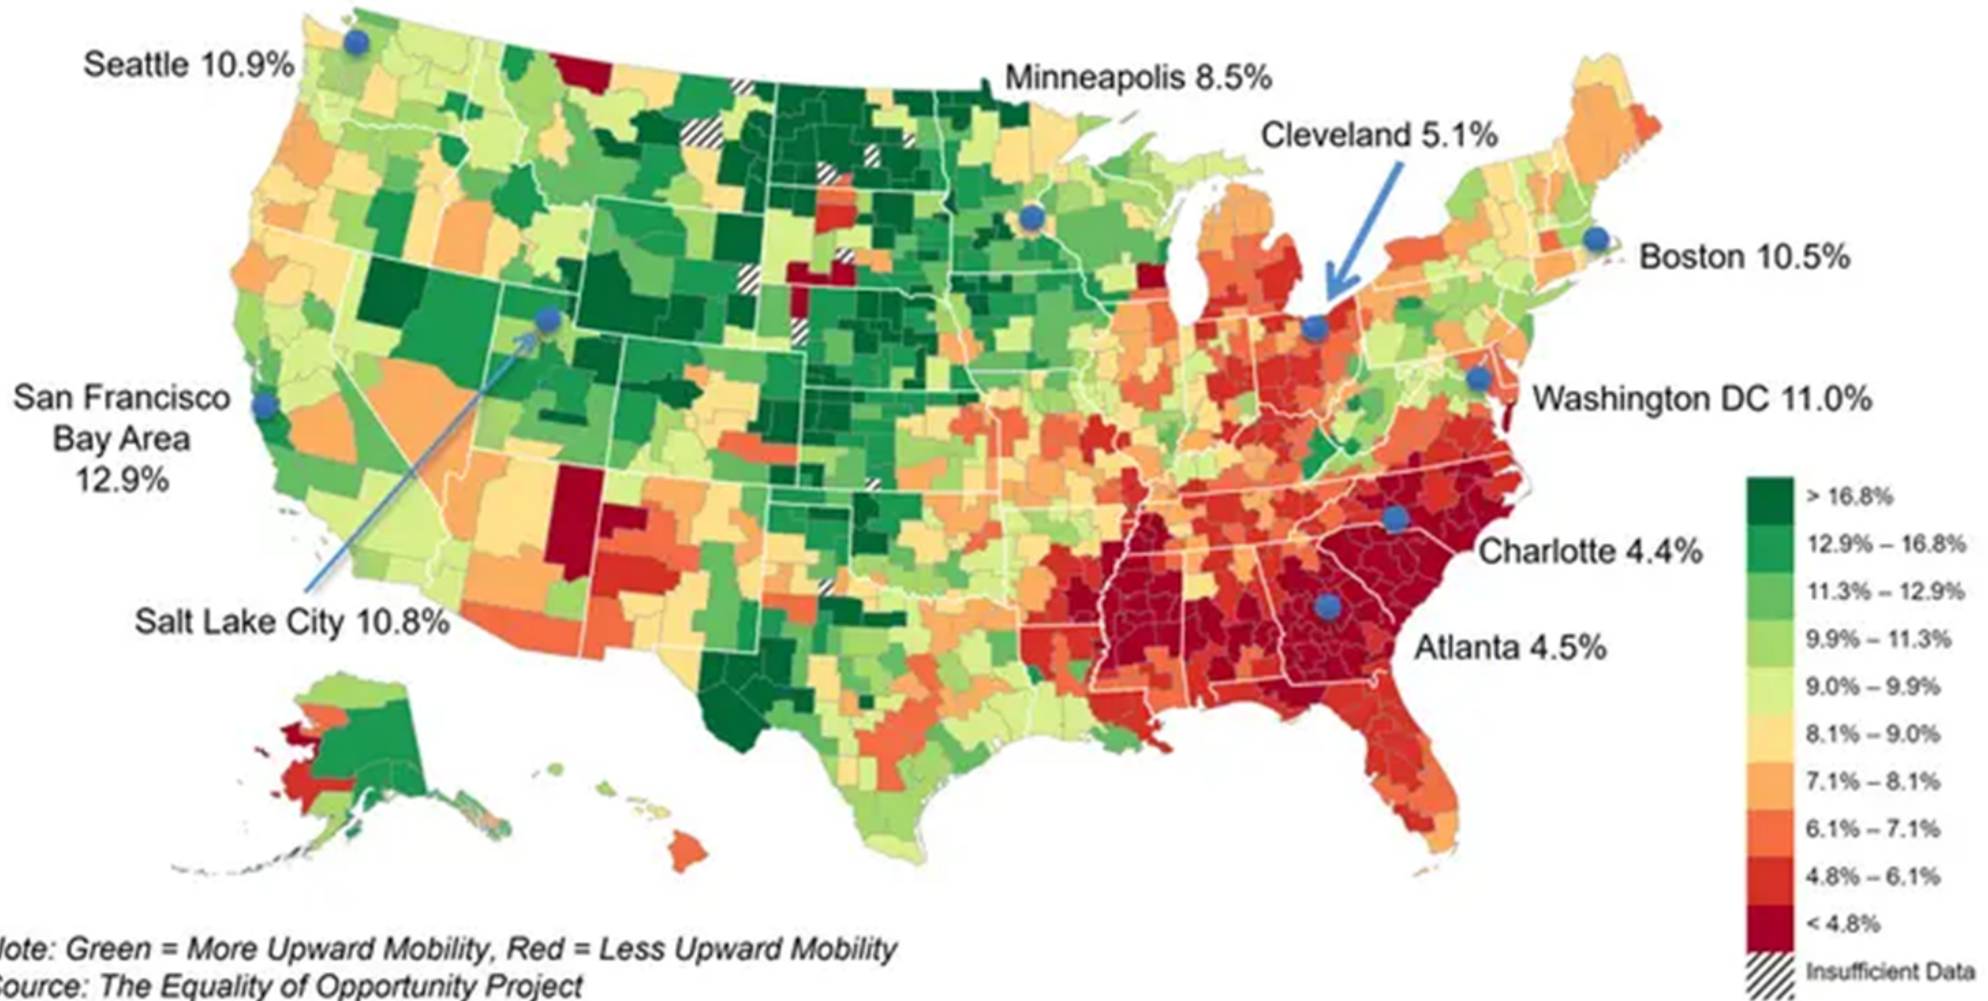 Seattle 10.9%
Minneapolis 8.5%
Cleveland 5.1%
Boston 10.5%
San Francisco
Bay Area
12.9%
Washington DC 11.0%
Charlotte 4.4%
Salt Lake City 10.8%
Atlanta 4.5%
> 16.8%
12.9% – 16.8%
11.3% – 12.9%
9.9% – 11.3%
9.0% – 9.9%
8.1% – 9.0%
7.1% – 8.1%
6.1% – 7.1%
4.8% – 6.1%
< 4.8%
Insufficient Data
lote: Green = More Upward Mobility, Red = Less Upward Mobility
Source: The Equality of Opportunity Project